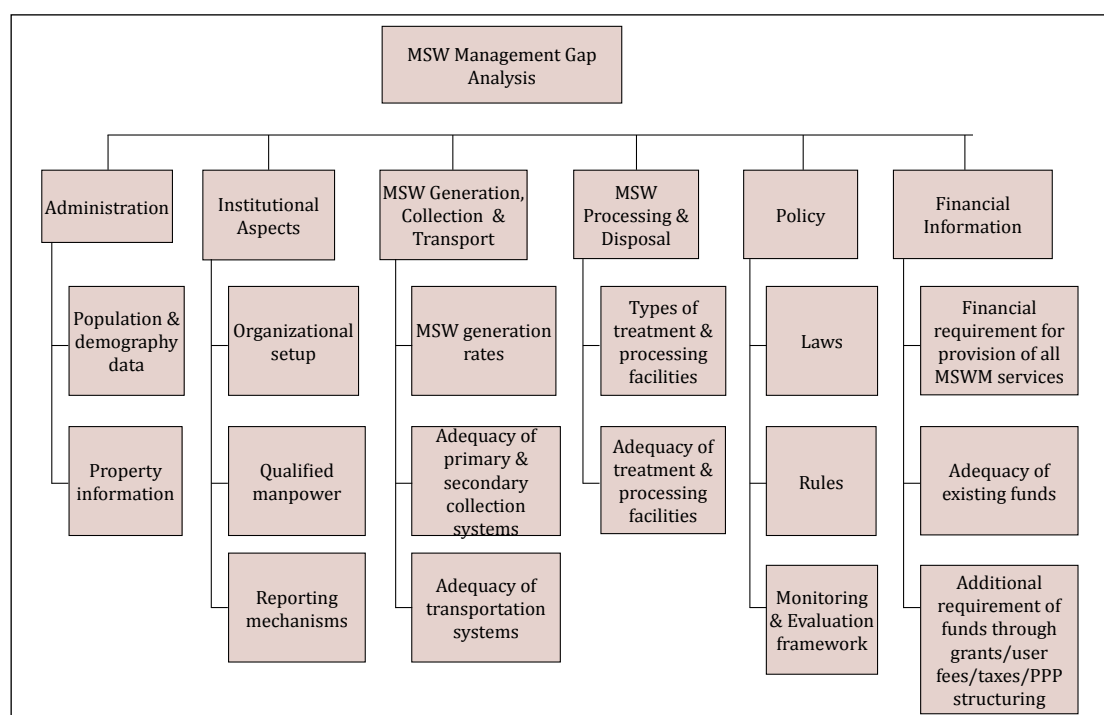 MSW Management Gap
Analysis
Administration
Institutional
Aspects
MSW Generation,
Collection &
Transport
MSW
Processing &
Disposal
Policy
Financial
Information
Population &
demography
data
Organizational
setup
MSW generation
rates
Types of
treatment &
processing
facilities
Laws
Financial
requirement for
provision of all
MSWM services
Property
information
Qualified
manpower
Adequacy of
primary &
secondary
collection
systems
Adequacy of
treatment &
processing
facilities
Rules
Adequacy of
existing funds
Reporting
mechanisms
Adequacy of
transportation
systems
Monitoring
& Evaluation
framework
Additional
requirement of
funds through
grants/user
fees/taxes/PPP
structuring